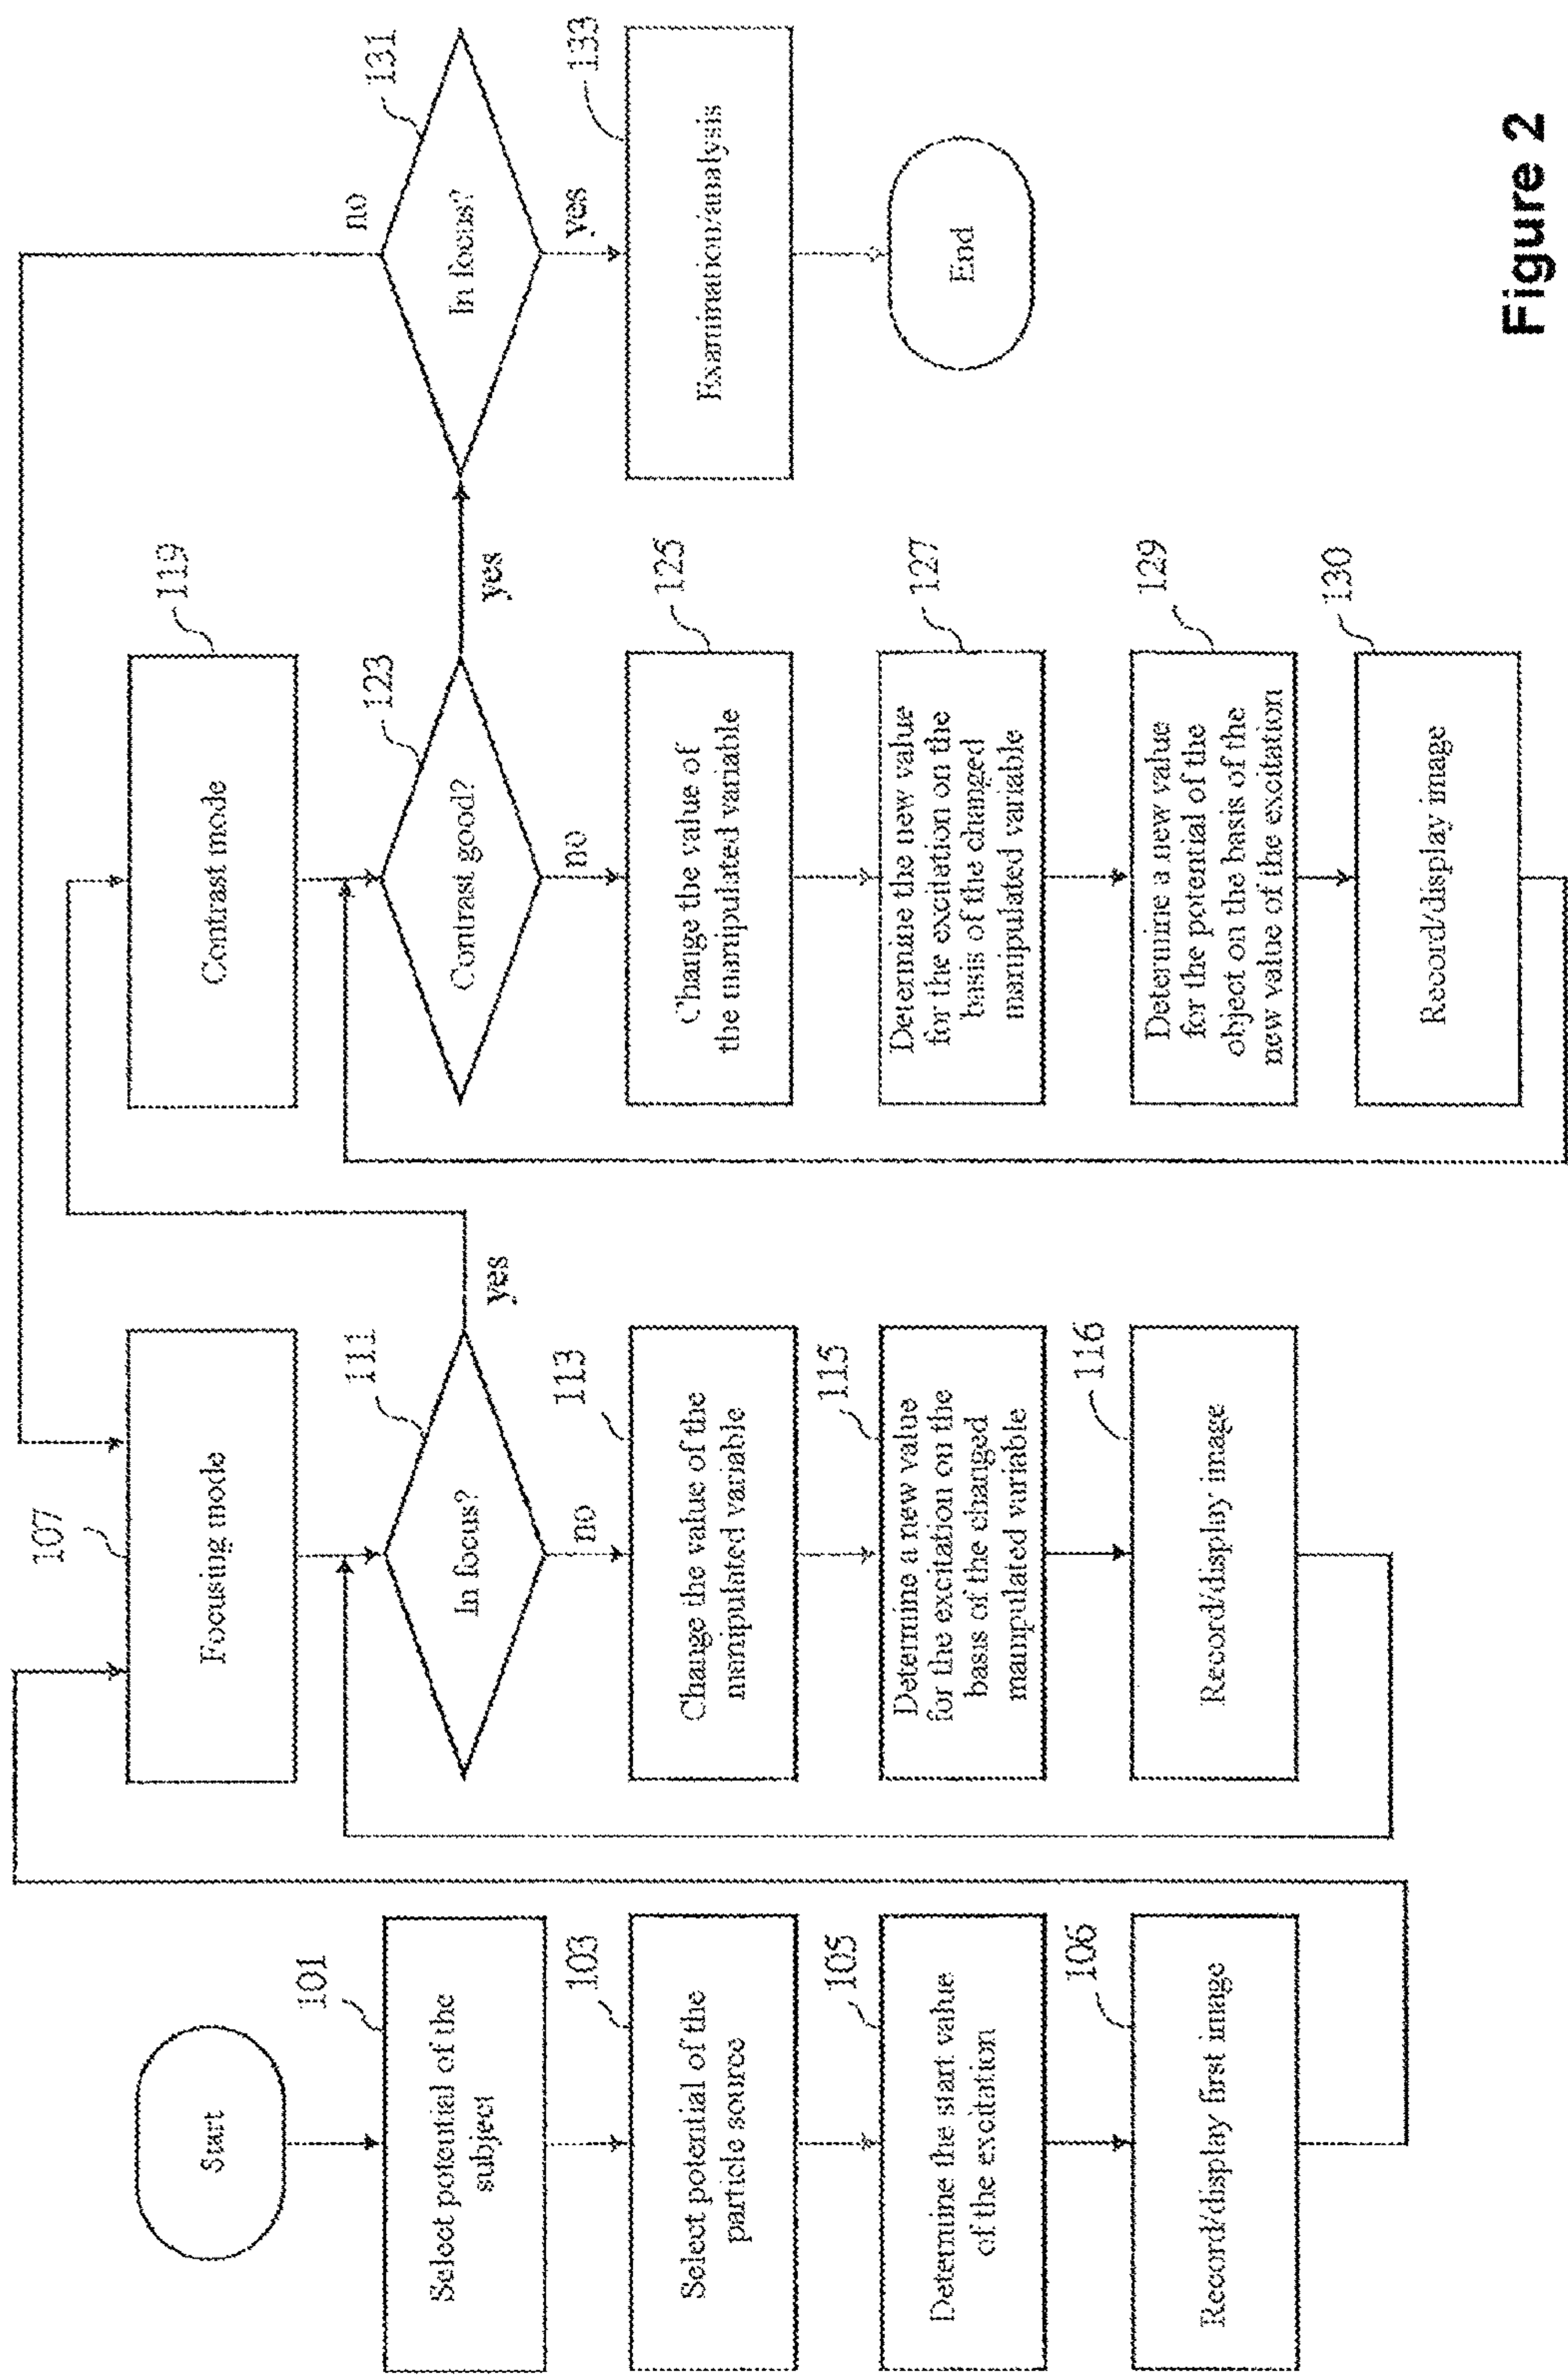 Start
101
Select potential of the
subject
103
Select potential of the
particle source
105
Determine the start value
of the excitation
106
Record/display first image
107
Focusing mode
111
In focus?
yes
no
113
Change the value of the
manipulated variable
115
Determine a new value
for the excitation on the
basis of the changed
manipulated variable
116
Record/display image
119
Contrast mode
123
Contrast good?
yes
no
125
Change the value of
the manipulated variable
127
Determine the new value
for the excitation on the
basis of the changed
manipulated variable
129
Determine a new value
for the potential of the
object on the basis of the
new value of the excitation
130
Record/display image
131
In focus?
no
yes
133
Examination/analysis
End
Figure 2